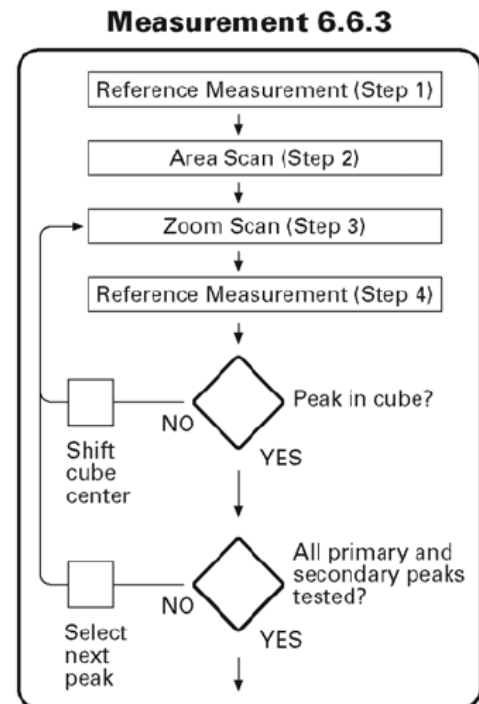 Measurement 6.6.3
Reference Measurement (Step 1)
Area Scan (Step 2)
Zoom Scan (Step 3)
Reference Measurement (Step 4)
Peak in cube?
NO
Shift
cube
center
YES
All primary and
secondary peaks
tested?
NO
Select
next
peak
YES